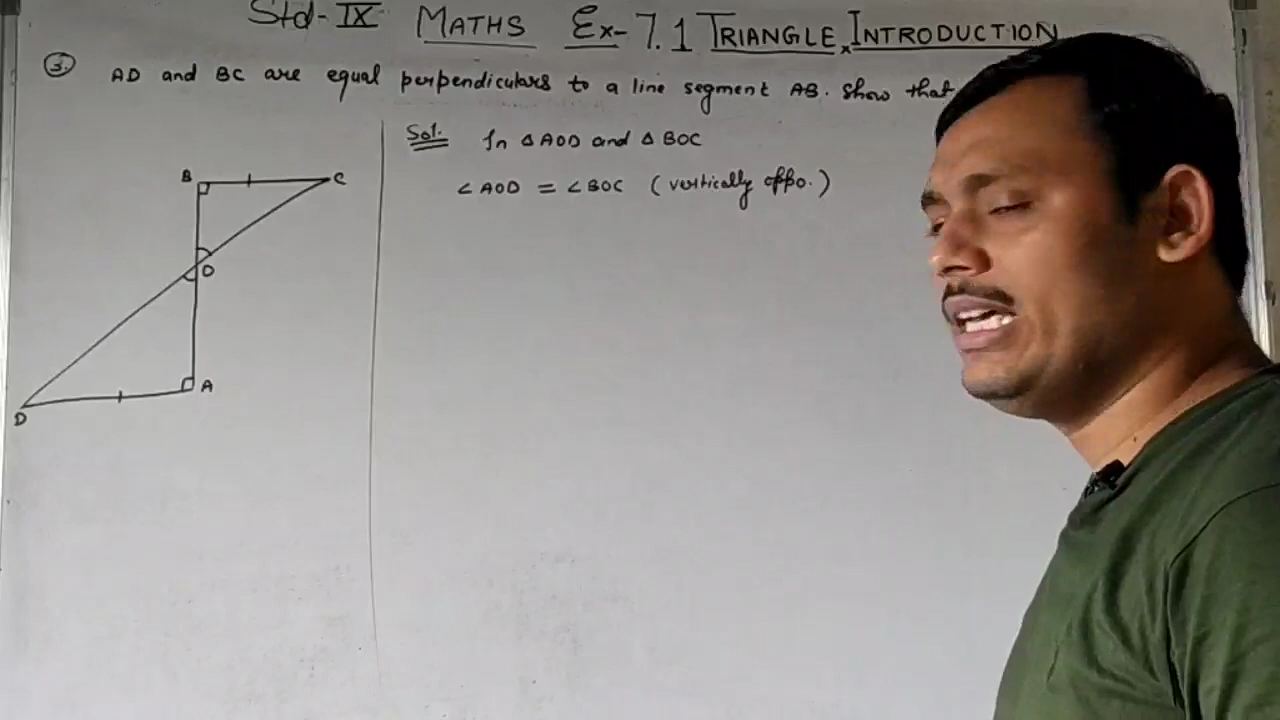 Std-IX MATHS Ex-7.1 TRIANGLE INTRODUCTION
3. AD and BC are equal perpendiculars to a line segment AB. Show that
Sol. In △AOD and △BOC
∠AOD = ∠BOC (vertically oppo.)
B
C
O
A
D